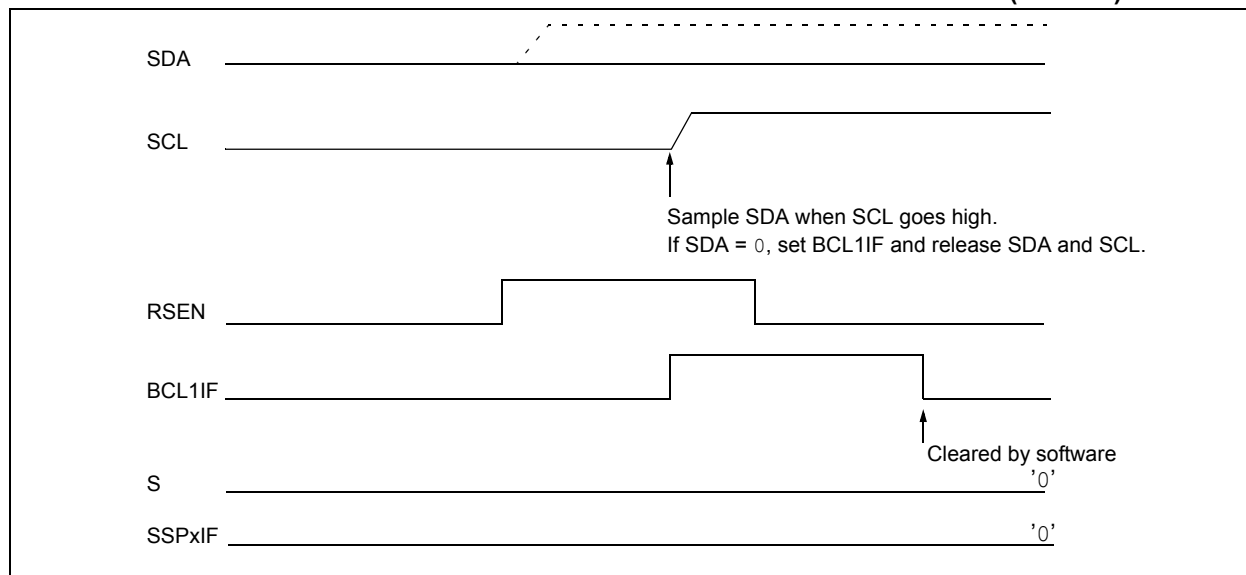 SDA
SCL
Sample SDA when SCL goes high.
If SDA = 0, set BCL1IF and release SDA and SCL.
RSEN
BCL1IF
Cleared by software
S
'0'
SSPxIF
'0'